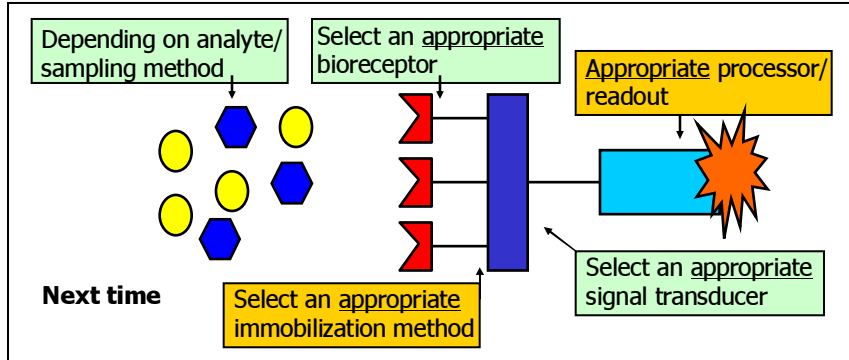 Depending on analyte/
sampling method
Select an appropriate
bioreceptor
Appropriate processor/
readout
Select an appropriate
signal transducer
Next time
Select an appropriate
immobilization method